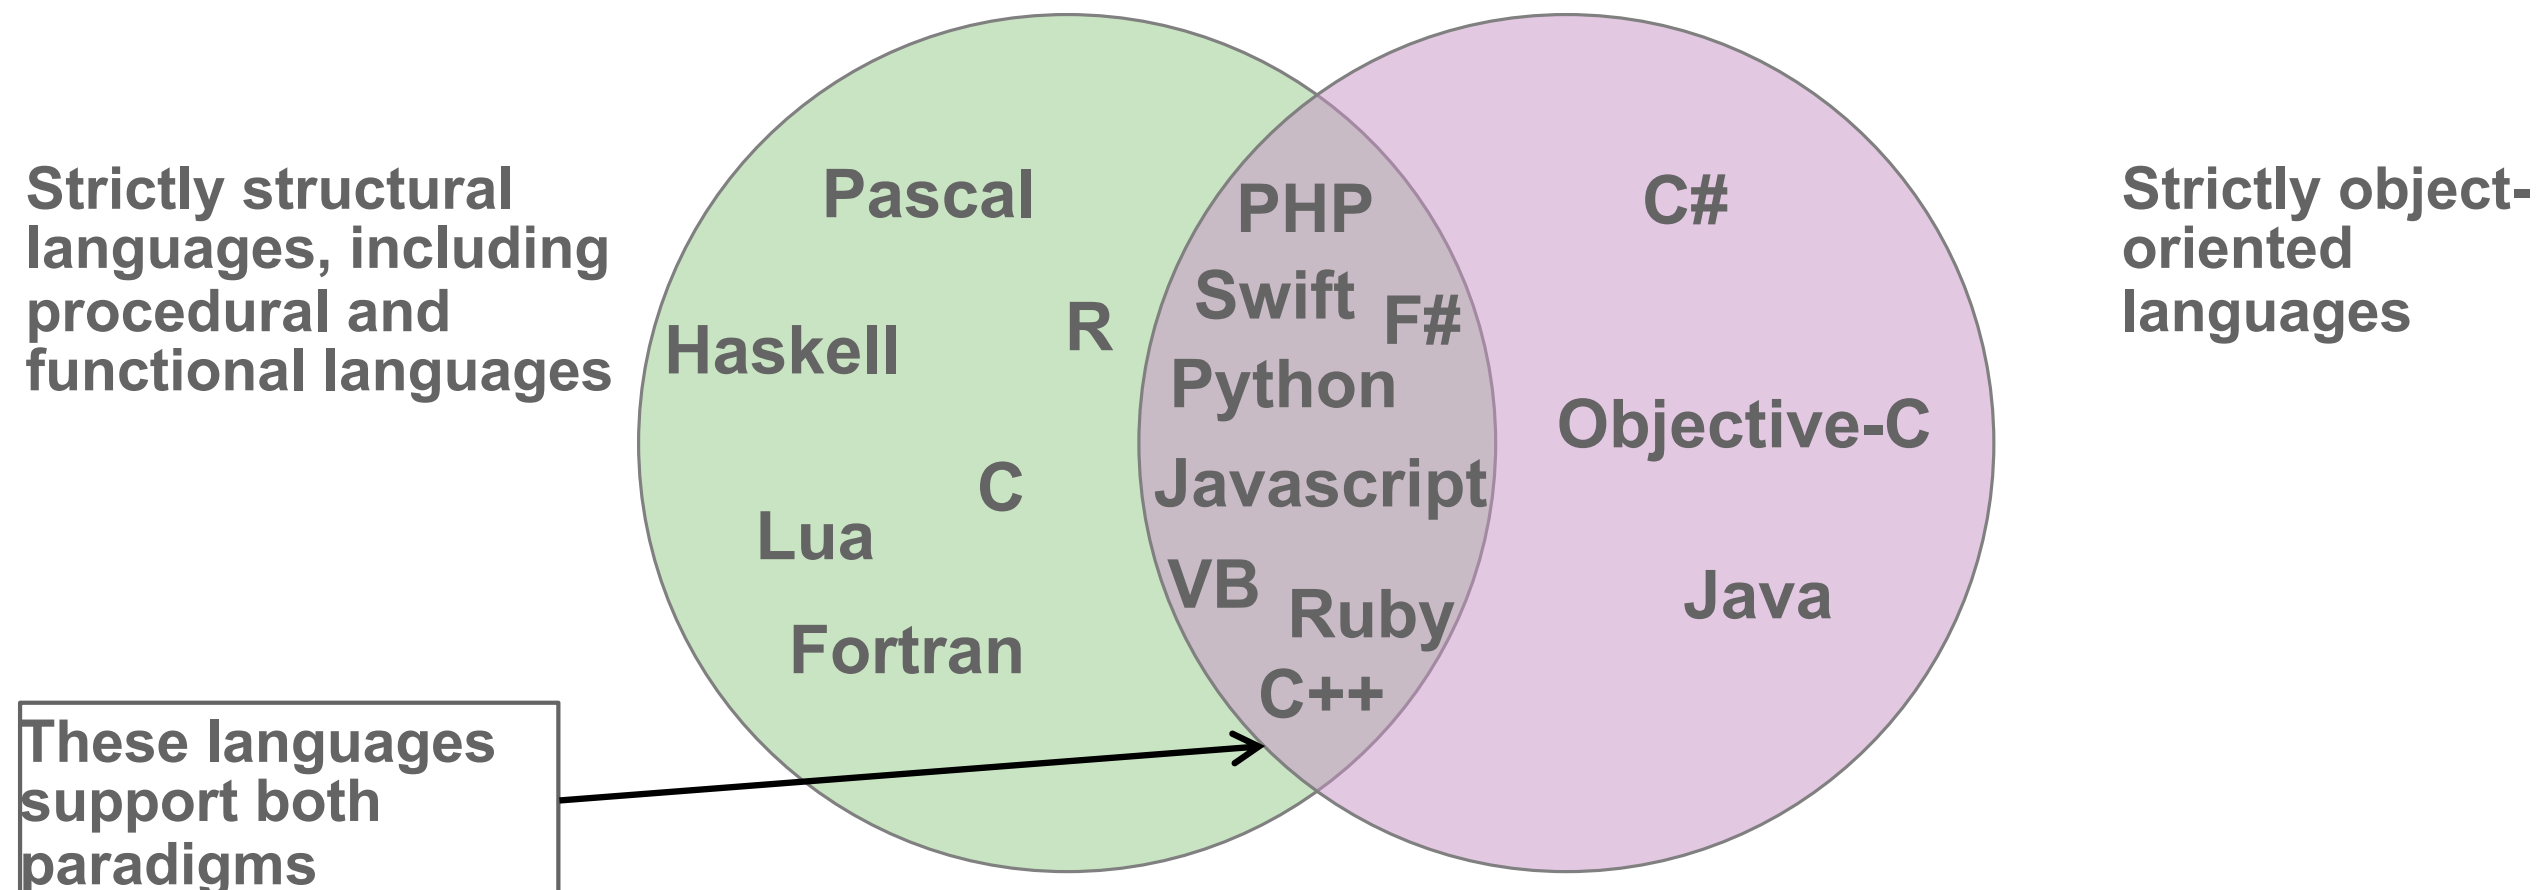 Strictly structural
languages, including
procedural and
functional languages
Pascal
Haskell
R
C
Lua
Fortran
PHP
Swift
F#
Python
Javascript
VB
Ruby
C++
C#
Objective-C
Java
Strictly object-
oriented
languages
These languages
support both
paradigms